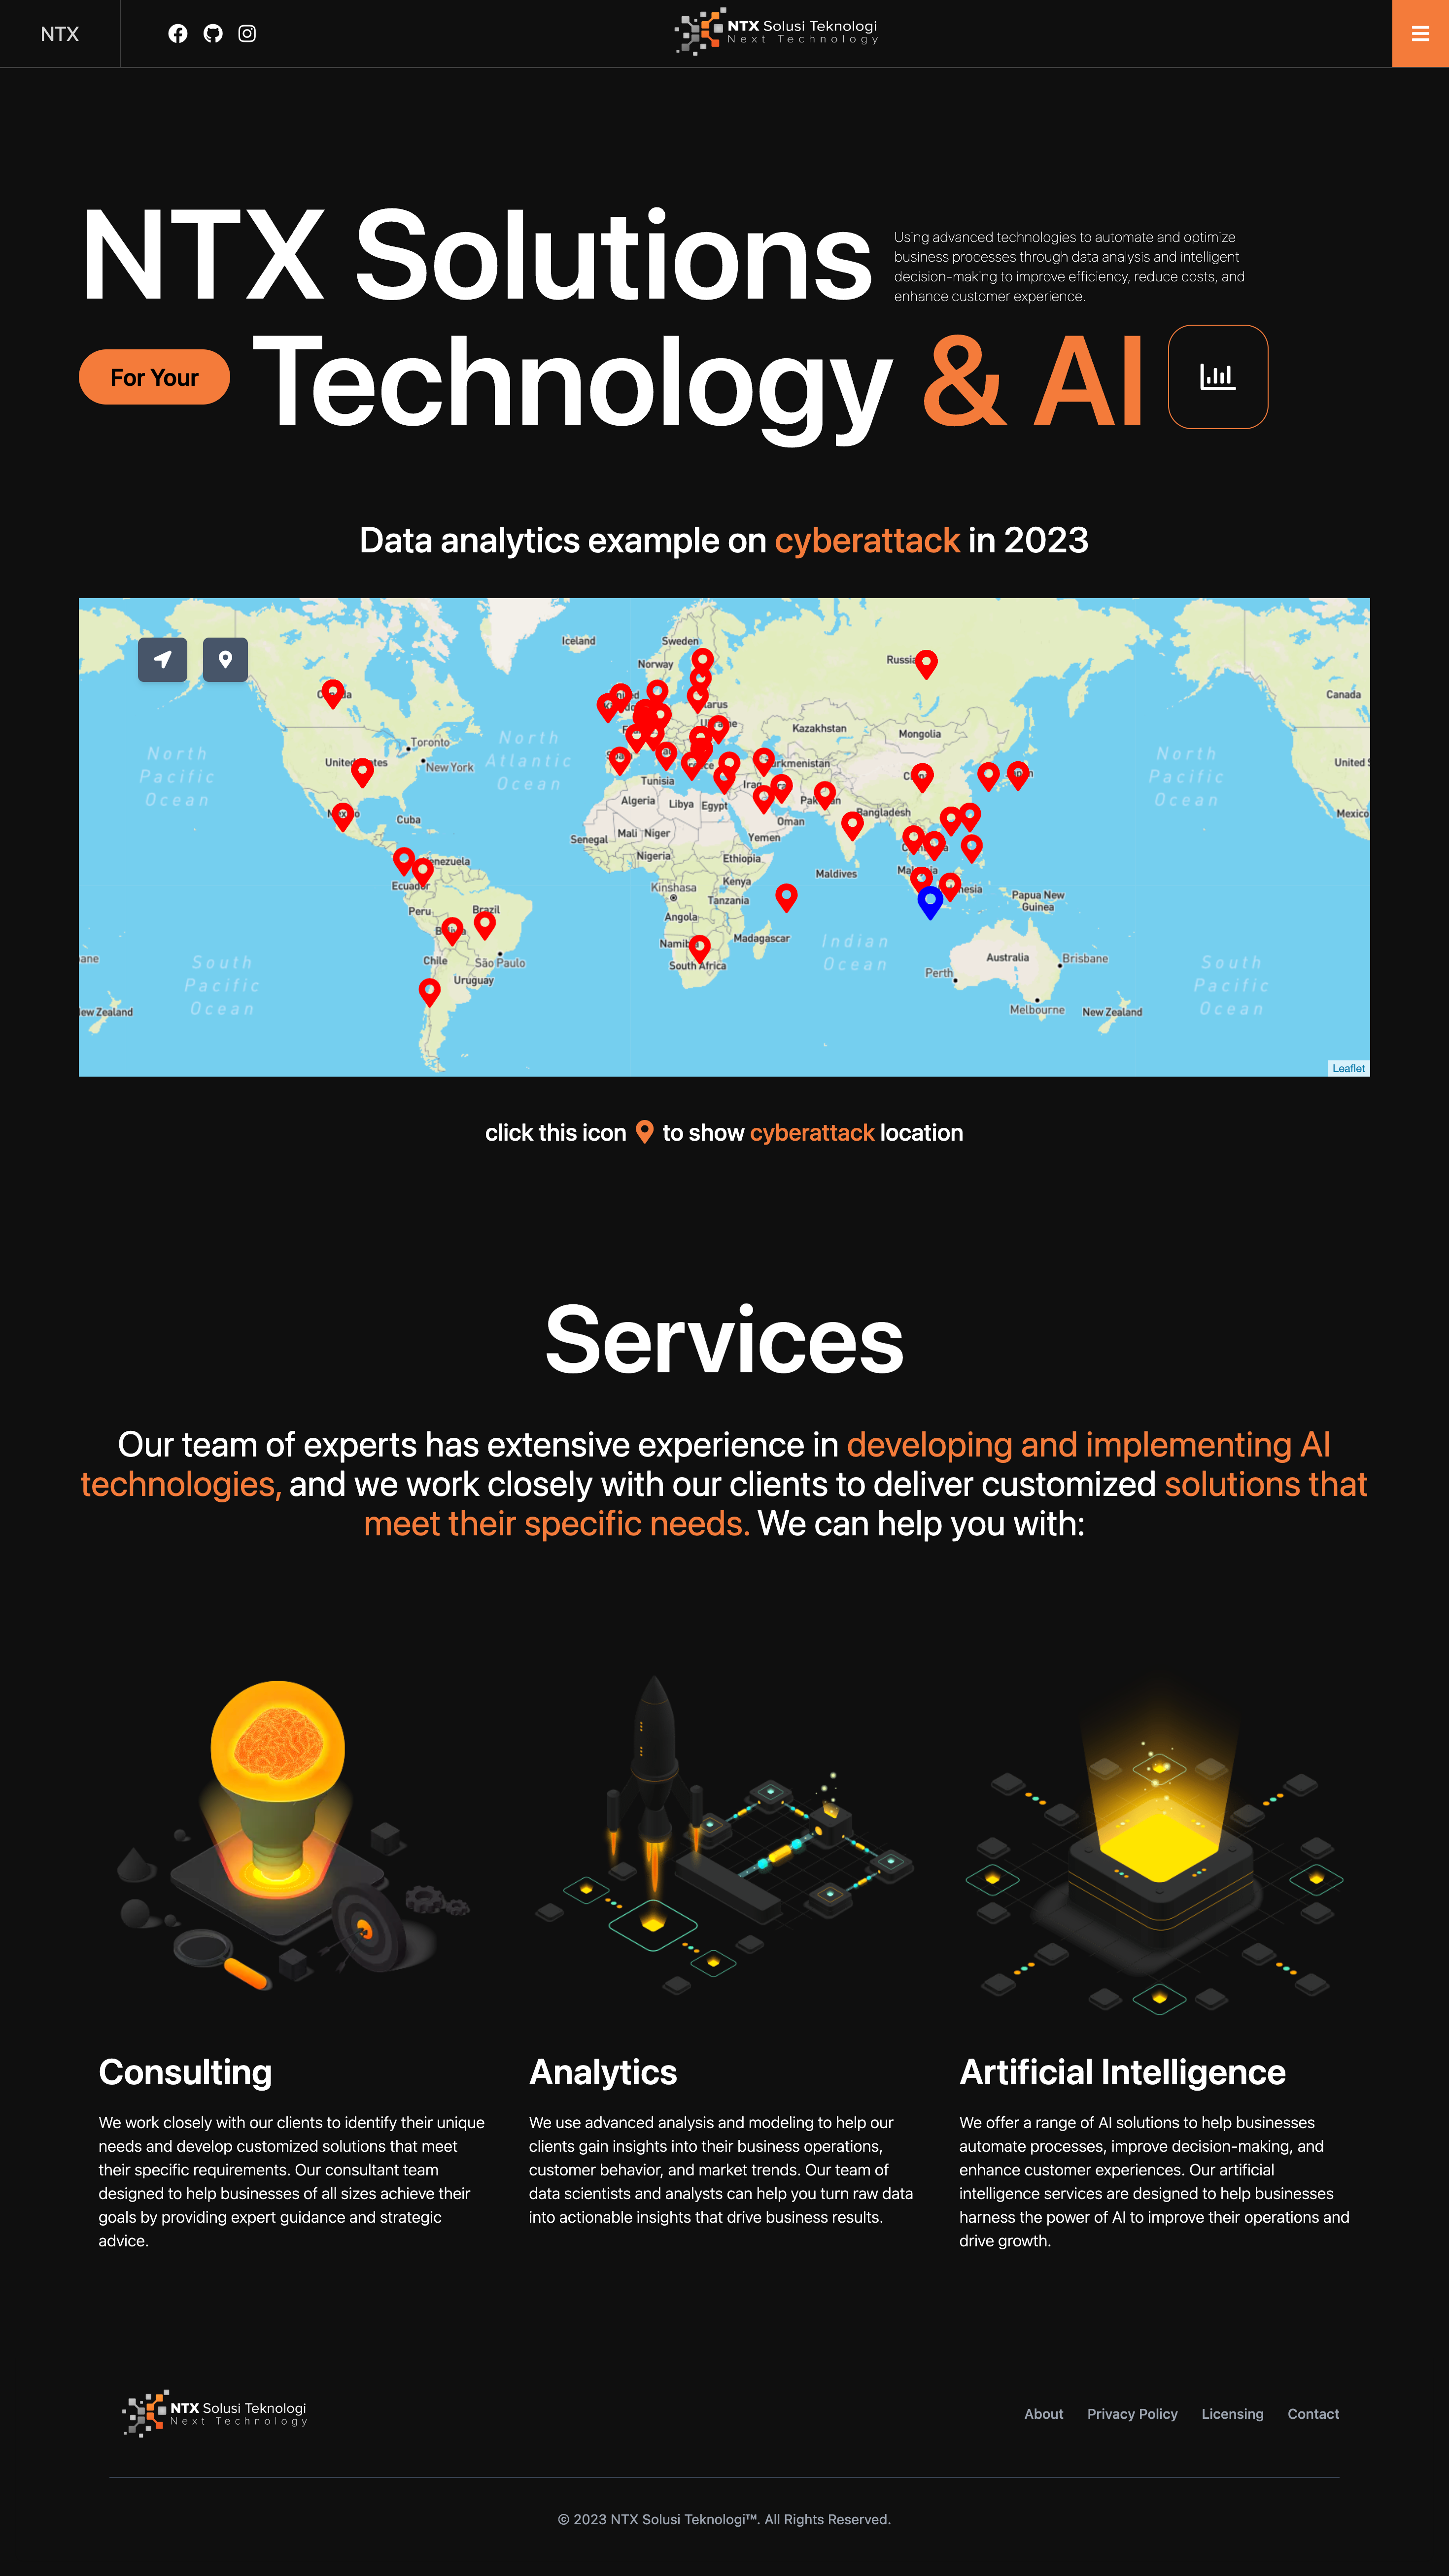 NTX
NTX Solusi Teknologi
Next Technology
NTX Solutions
Using advanced technologies to automate and optimize
business processes through data analysis and intelligent
decision-making to improve efficiency, reduce costs, and
enhance customer experience.
For Your
Technology & AI
Data analytics example on cyberattack in 2023
Iceland
Sweden
Norway
Russia
Canada
Kazakhstan
Mongolia
Toronto
New York
North
Pacific
Ocean
North
Atlantic
Ocean
North
Pacific
Ocean
Tunisia
Algeria
Libya
Egypt
Oman
Bangladesh
Mexico
Cuba
Senegal
Mali
Niger
Yemen
Nigeria
Ethiopia
Maldives
Ecuador
Kenya
Kinshasa
Tanzania
Papua New
Guinea
Peru
Brazil
Angola
Madagascar
Indian
Ocean
Chile
São Paulo
South Africa
Australia
Brisbane
Perth
Uruguay
South
Pacific
Ocean
South
Pacific
Ocean
Melbourne
New Zealand
Leaflet
click this icon to show cyberattack location
Services
Our team of experts has extensive experience in developing and implementing AI
technologies, and we work closely with our clients to deliver customized solutions that
meet their specific needs. We can help you with:
Consulting
We work closely with our clients to identify their unique
needs and develop customized solutions that meet
their specific requirements. Our consultant team
designed to help businesses of all sizes achieve their
goals by providing expert guidance and strategic
advice.
Analytics
We use advanced analysis and modeling to help our
clients gain insights into their business operations,
customer behavior, and market trends. Our team of
data scientists and analysts can help you turn raw data
into actionable insights that drive business results.
Artificial Intelligence
We offer a range of AI solutions to help businesses
automate processes, improve decision-making, and
enhance customer experiences. Our artificial
intelligence services are designed to help businesses
harness the power of AI to improve their operations and
drive growth.
NTX Solusi Teknologi
Next Technology
About
Privacy Policy
Licensing
Contact
© 2023 NTX Solusi Teknologi™. All Rights Reserved.